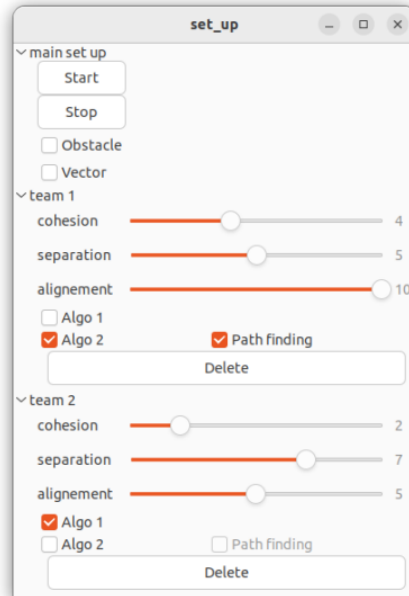 set_up
main set up
Start
Stop
Obstacle
Vector
team 1
cohesion 4
separation 5
alignement 10
Algo 1
Algo 2 Path finding
Delete
team 2
cohesion 2
separation 7
alignement 5
Algo 1
Algo 2 Path finding
Delete